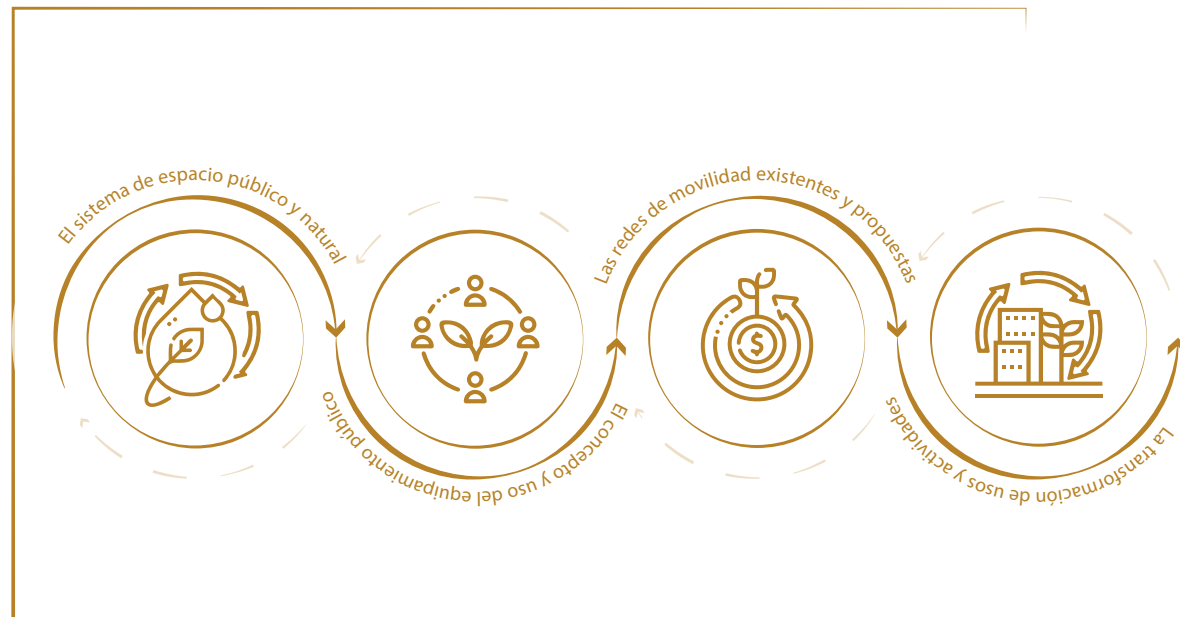 El sistema de espacio público y natural
El concepto y uso del equipamiento público
Las redes de movilidad existentes y propuestas
La transformación de usos y actividades
$